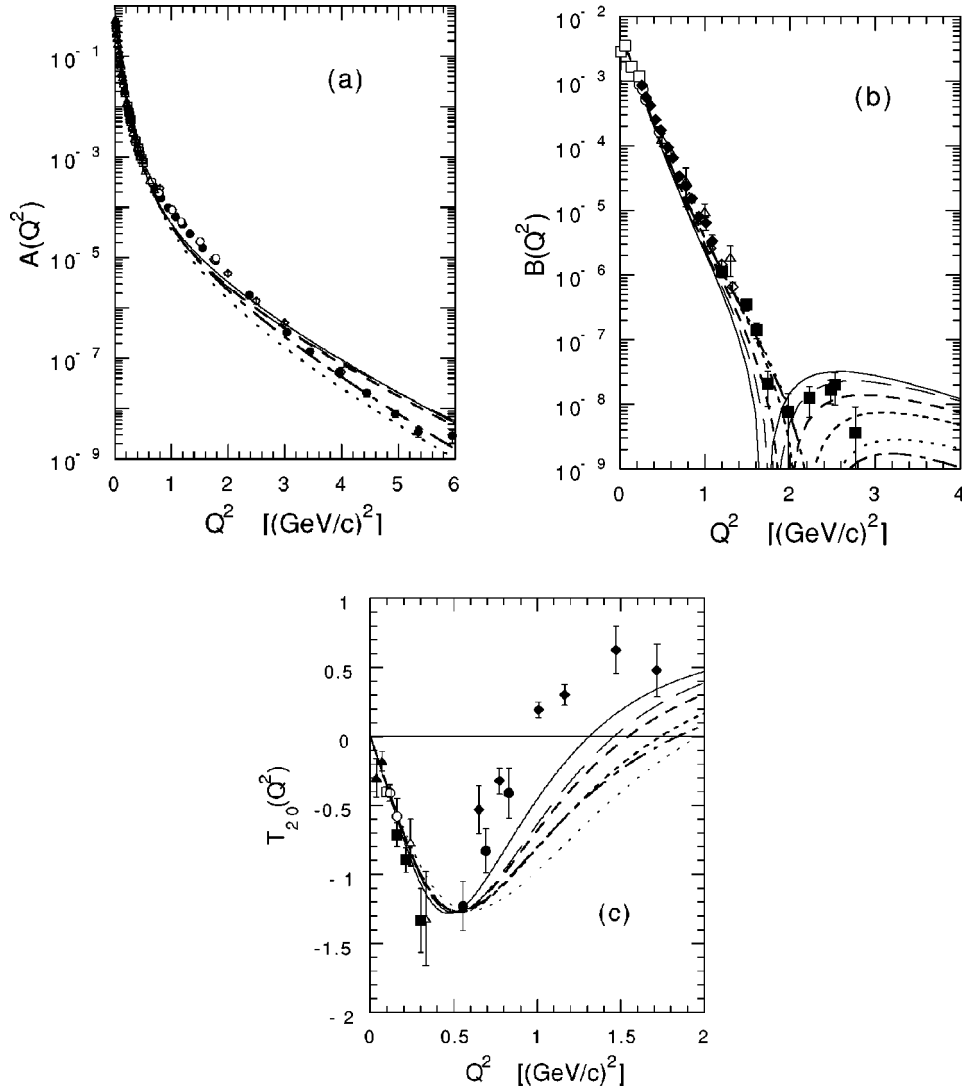 (a)
A(Q²)
10⁻¹
10⁻³
10⁻⁵
10⁻⁷
10⁻⁹
0 1 2 3 4 5 6
Q² [(GeV/c)²]
(b)
B(Q²)
10⁻²
10⁻³
10⁻⁴
10⁻⁵
10⁻⁶
10⁻⁷
10⁻⁸
10⁻⁹
0 1 2 3 4
Q² [(GeV/c)²]
(c)
T₂₀(Q²)
1
0.5
0
-0.5
-1
-1.5
-2
0 0.5 1 1.5 2
Q² [(GeV/c)²]